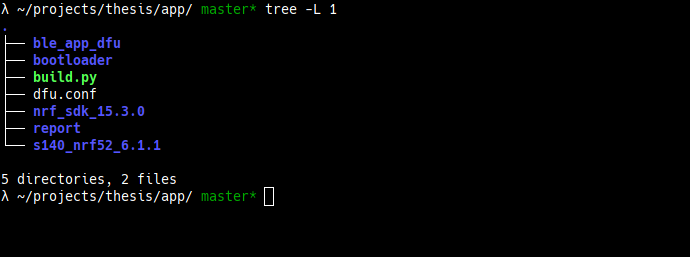 λ ~/projects/thesis/app/ master* tree -L 1
.
├── ble_app_dfu
├── bootloader
├── build.py
├── dfu.conf
├── nrf_sdk_15.3.0
├── report
└── s140_nrf52_6.1.1
5 directories, 2 files
λ ~/projects/thesis/app/ master*